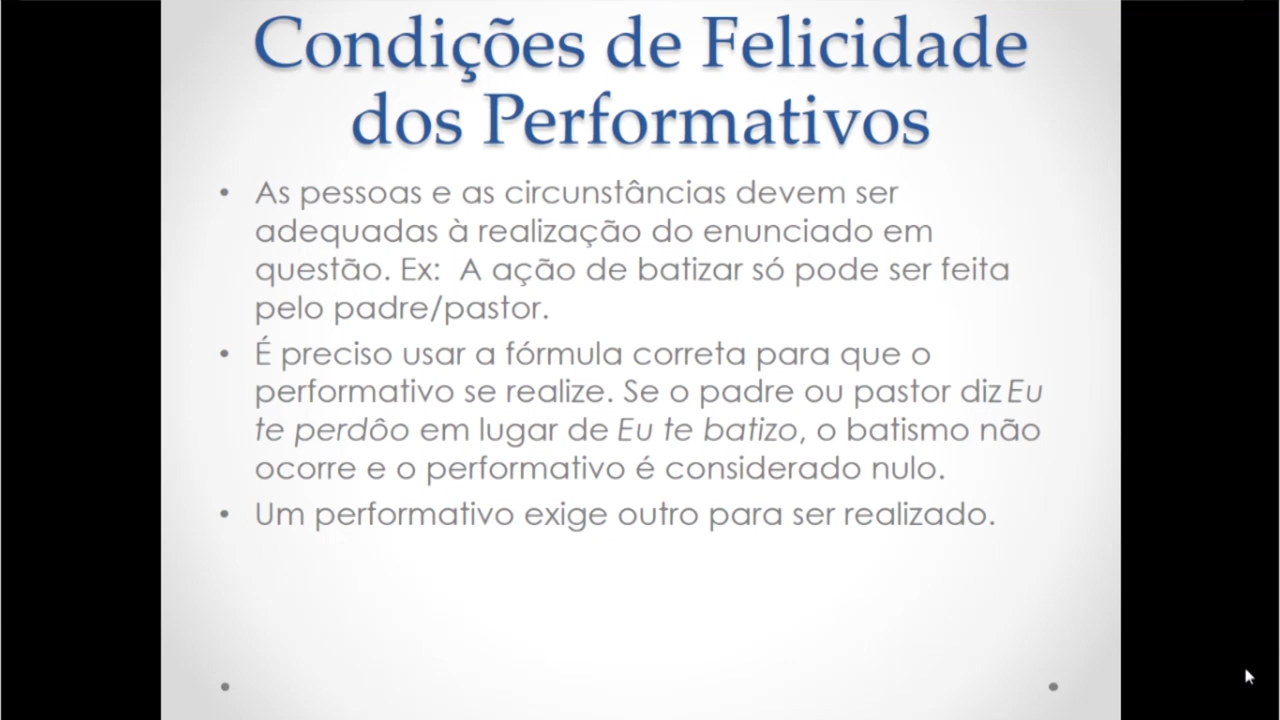 Condições de Felicidade
dos Performativos
• As pessoas e as circunstâncias devem ser
adequadas à realização do enunciado em
questão. Ex: A ação de batizar só pode ser feita
pelo padre/pastor.
• É preciso usar a fórmula correta para que o
performativo se realize. Se o padre ou pastor diz Eu
te perdôo em lugar de Eu te batizo, o batismo não
ocorre e o performativo é considerado nulo.
• Um performativo exige outro para ser realizado.